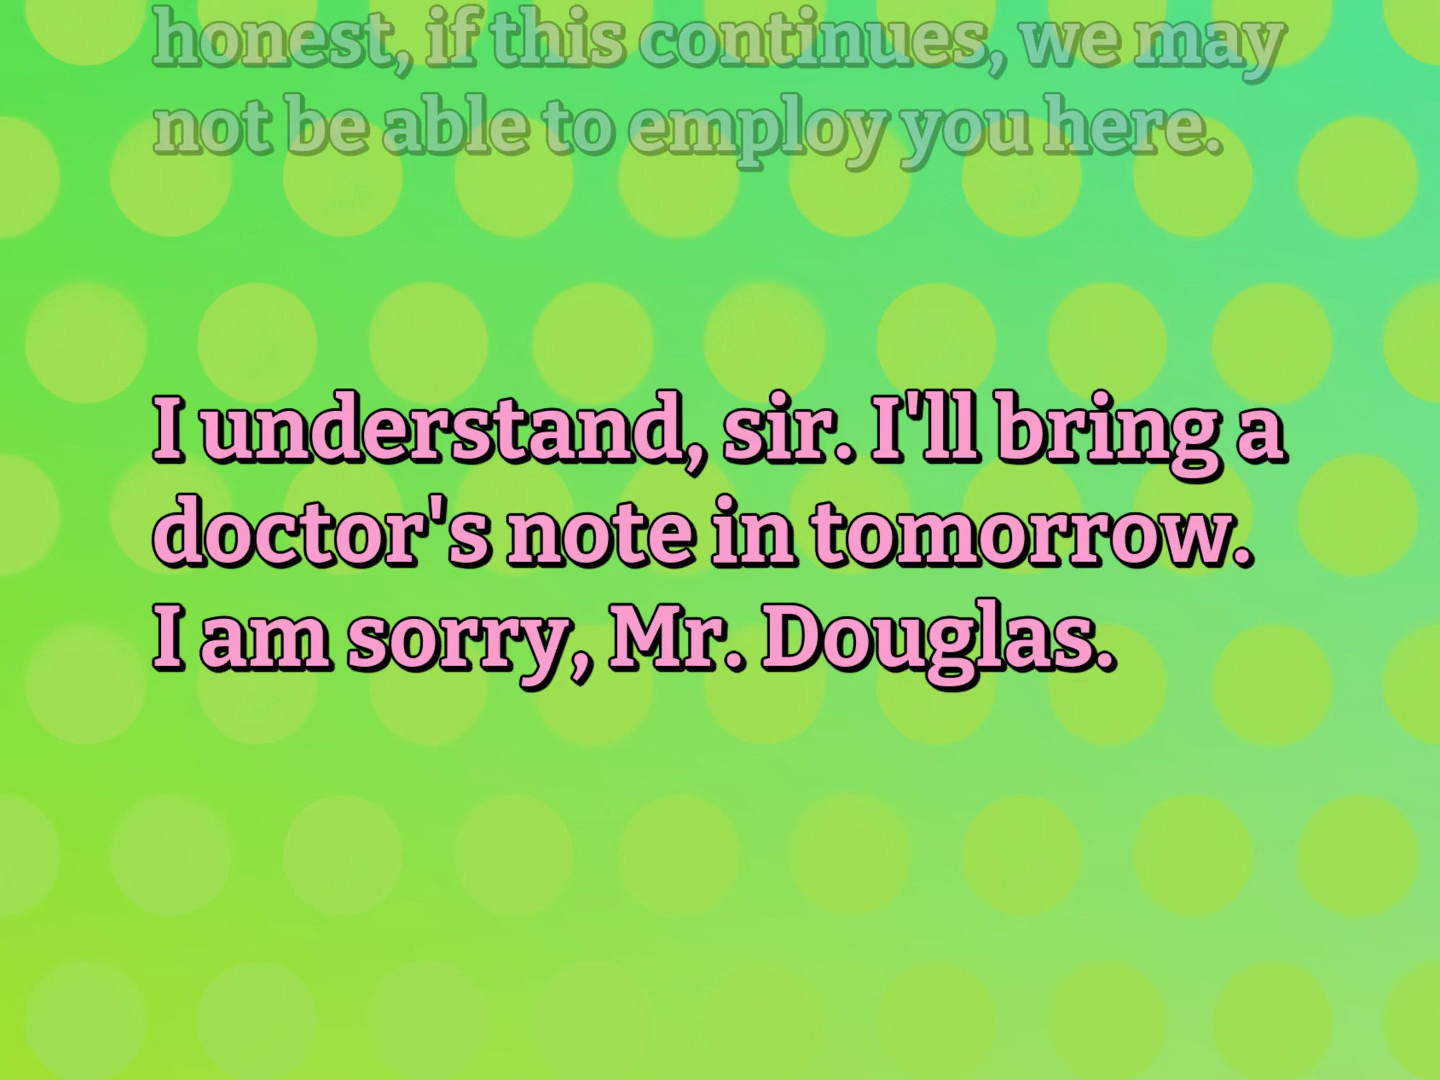 honest, if this continues, we may
not be able to employ you here.
I understand, sir. I'll bring a
doctor's note in tomorrow.
I am sorry, Mr. Douglas.